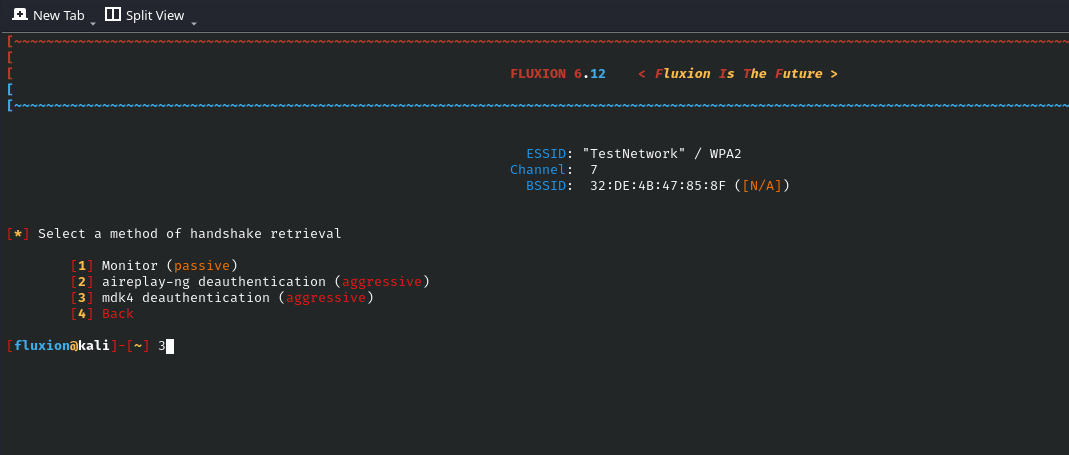 New Tab Split View
[~~~~~~~~~~~~~~~~~~~~~~~~~~~~~~~~~~~~~~~~~~~~~~~~~~~~~~~~~~~~~~~~~~~~~~~~~~~~~~~~~~~~~~~~~~~~~~~~~~~~~~~~~~~~~~~~~~~~~~~~~~~~~~~~~~~~
[
[ FLUXION 6.12 < Fluxion Is The Future >
[
[~~~~~~~~~~~~~~~~~~~~~~~~~~~~~~~~~~~~~~~~~~~~~~~~~~~~~~~~~~~~~~~~~~~~~~~~~~~~~~~~~~~~~~~~~~~~~~~~~~~~~~~~~~~~~~~~~~~~~~~~~~~~~~~~~~~~
ESSID: "TestNetwork" / WPA2
Channel: 7
BSSID: 32:DE:4B:47:85:8F ([N/A])
[*] Select a method of handshake retrieval
[1] Monitor (passive)
[2] aireplay-ng deauthentication (aggressive)
[3] mdk4 deauthentication (aggressive)
[4] Back
[fluxion@kali]-[~] 3